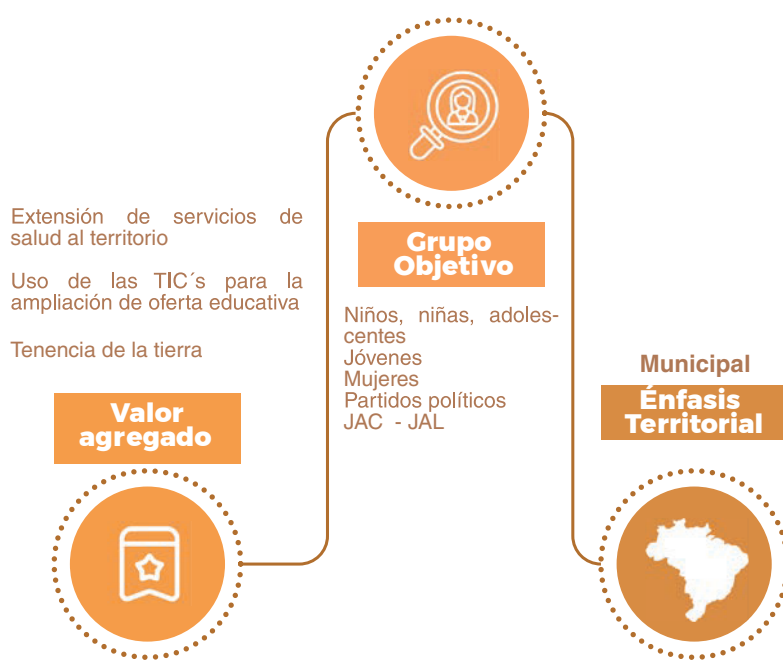 Extensión de servicios de
salud al territorio
Uso de las TIC´s para la
ampliación de oferta educativa
Tenencia de la tierra
Valor
agregado
Grupo
Objetivo
Niños, niñas, adoles-
centes
Jóvenes
Mujeres
Partidos políticos
JAC - JAL
Municipal
Énfasis
Territorial